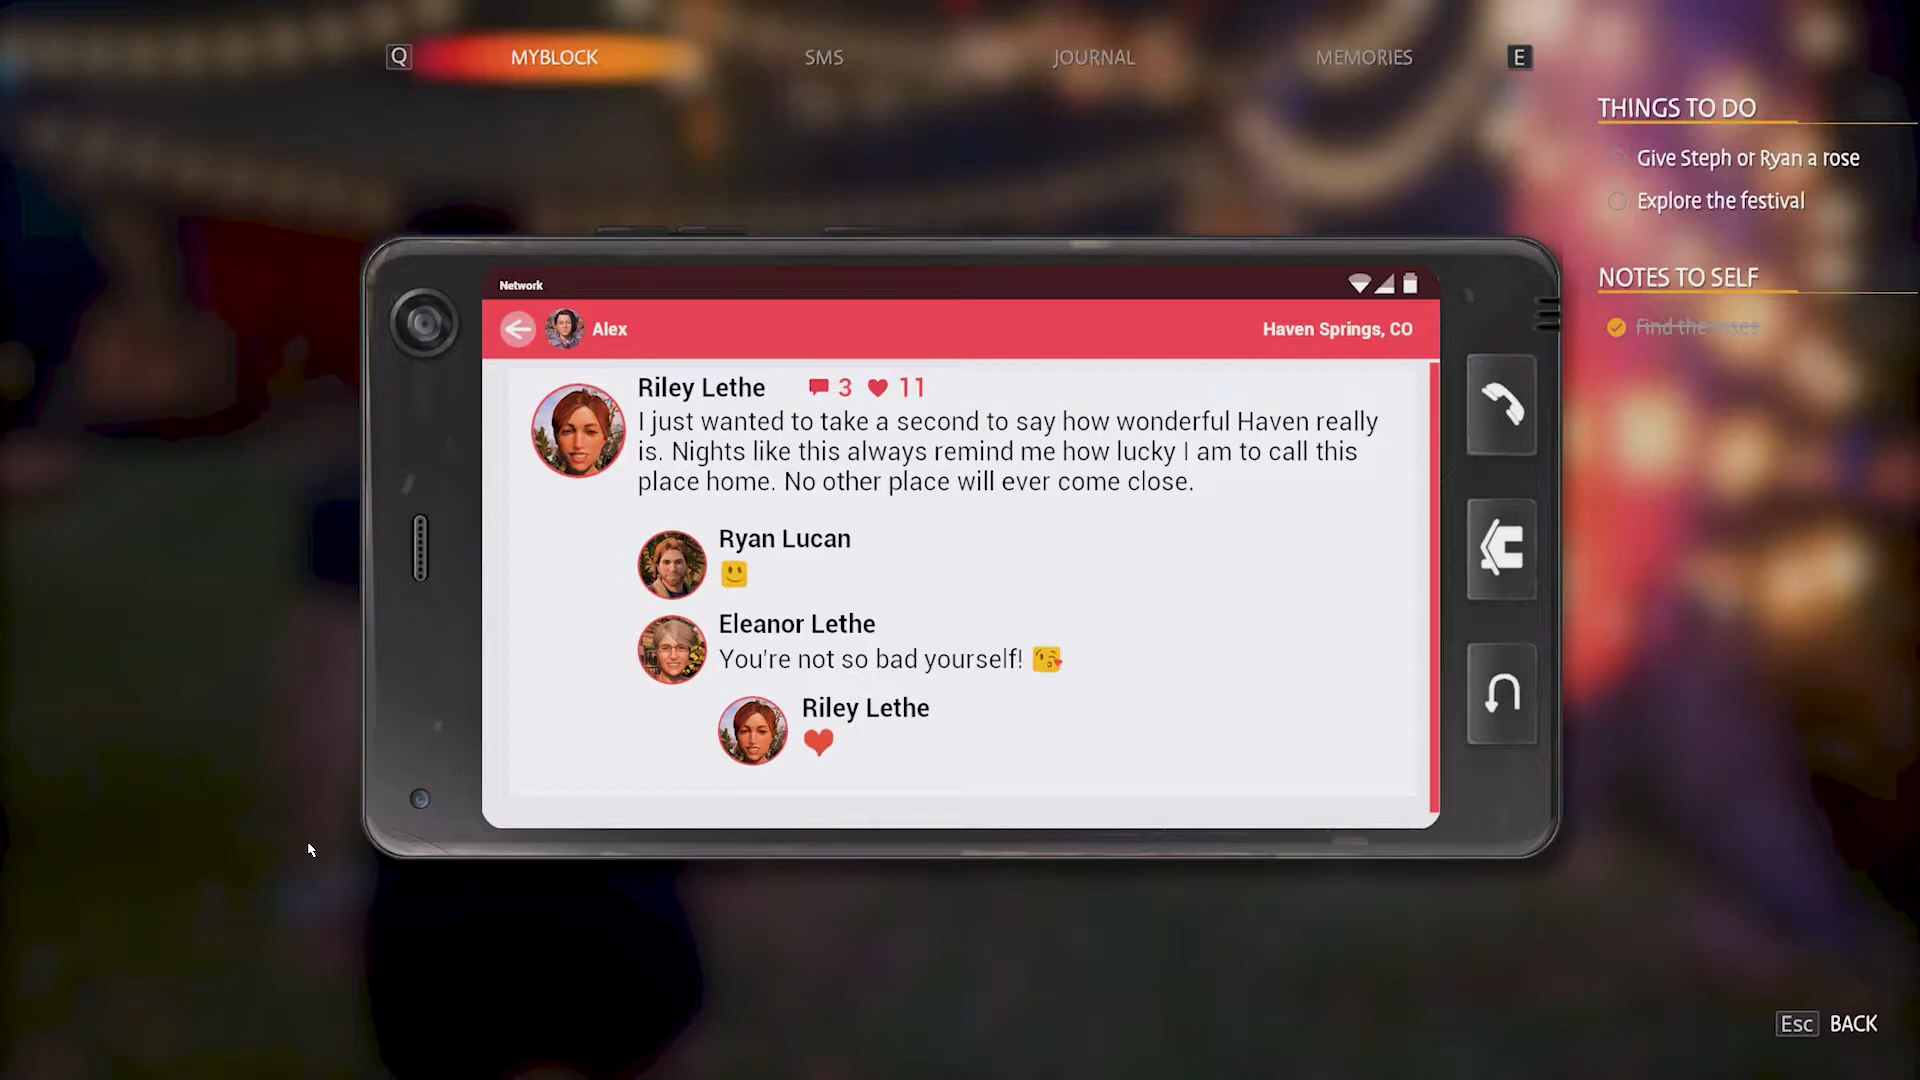 Q MYBLOCK SMS JOURNAL MEMORIES E
THINGS TO DO
Give Steph or Ryan a rose
Explore the festival
NOTES TO SELF
Find the roses
Network
Alex Haven Springs, CO
Riley Lethe 3 11
I just wanted to take a second to say how wonderful Haven really
is. Nights like this always remind me how lucky I am to call this
place home. No other place will ever come close.
Ryan Lucan
Eleanor Lethe
You're not so bad yourself!
Riley Lethe
Esc BACK